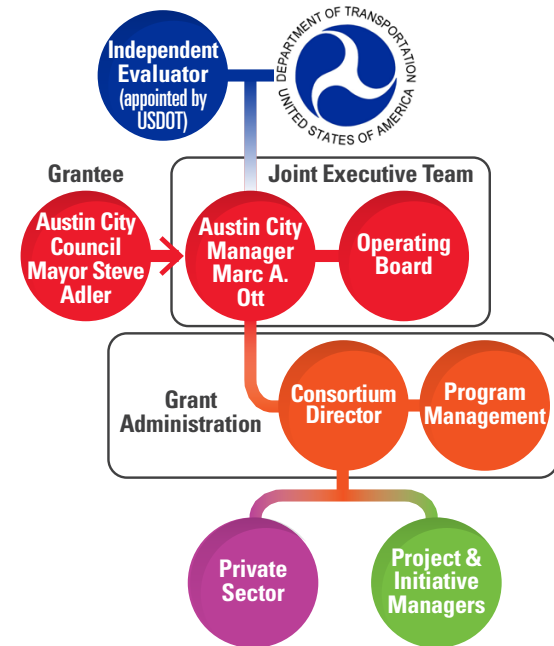 Independent
Evaluator
(appointed by
USDOT)
DEPARTMENT OF TRANSPORTATION
UNITED STATES OF AMERICA
Grantee
Joint Executive Team
Austin City
Council
Mayor Steve
Adler
Austin City
Manager
Marc A.
Ott
Operating
Board
Grant
Administration
Consortium
Director
Program
Management
Private
Sector
Project &
Initiative
Managers